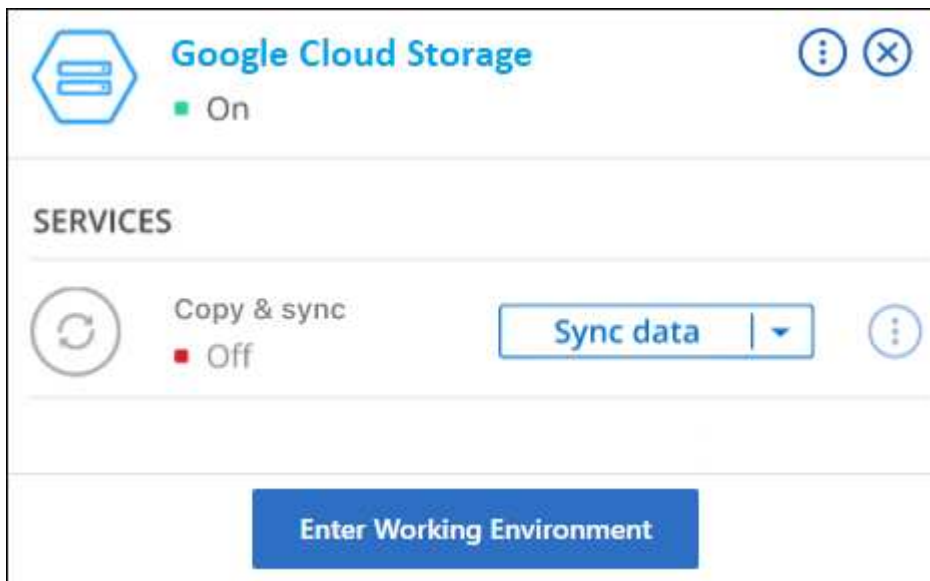 Google Cloud Storage
On
SERVICES
Copy & sync
Off
Sync data
Enter Working Environment